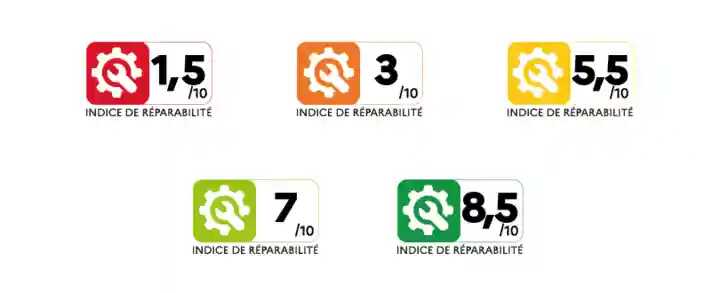 1,5
/10
INDICE DE RÉPARABILITÉ
3
/10
INDICE DE RÉPARABILITÉ
5,5
/10
INDICE DE RÉPARABILITÉ
7
/10
INDICE DE RÉPARABILITÉ
8,5
/10
INDICE DE RÉPARABILITÉ